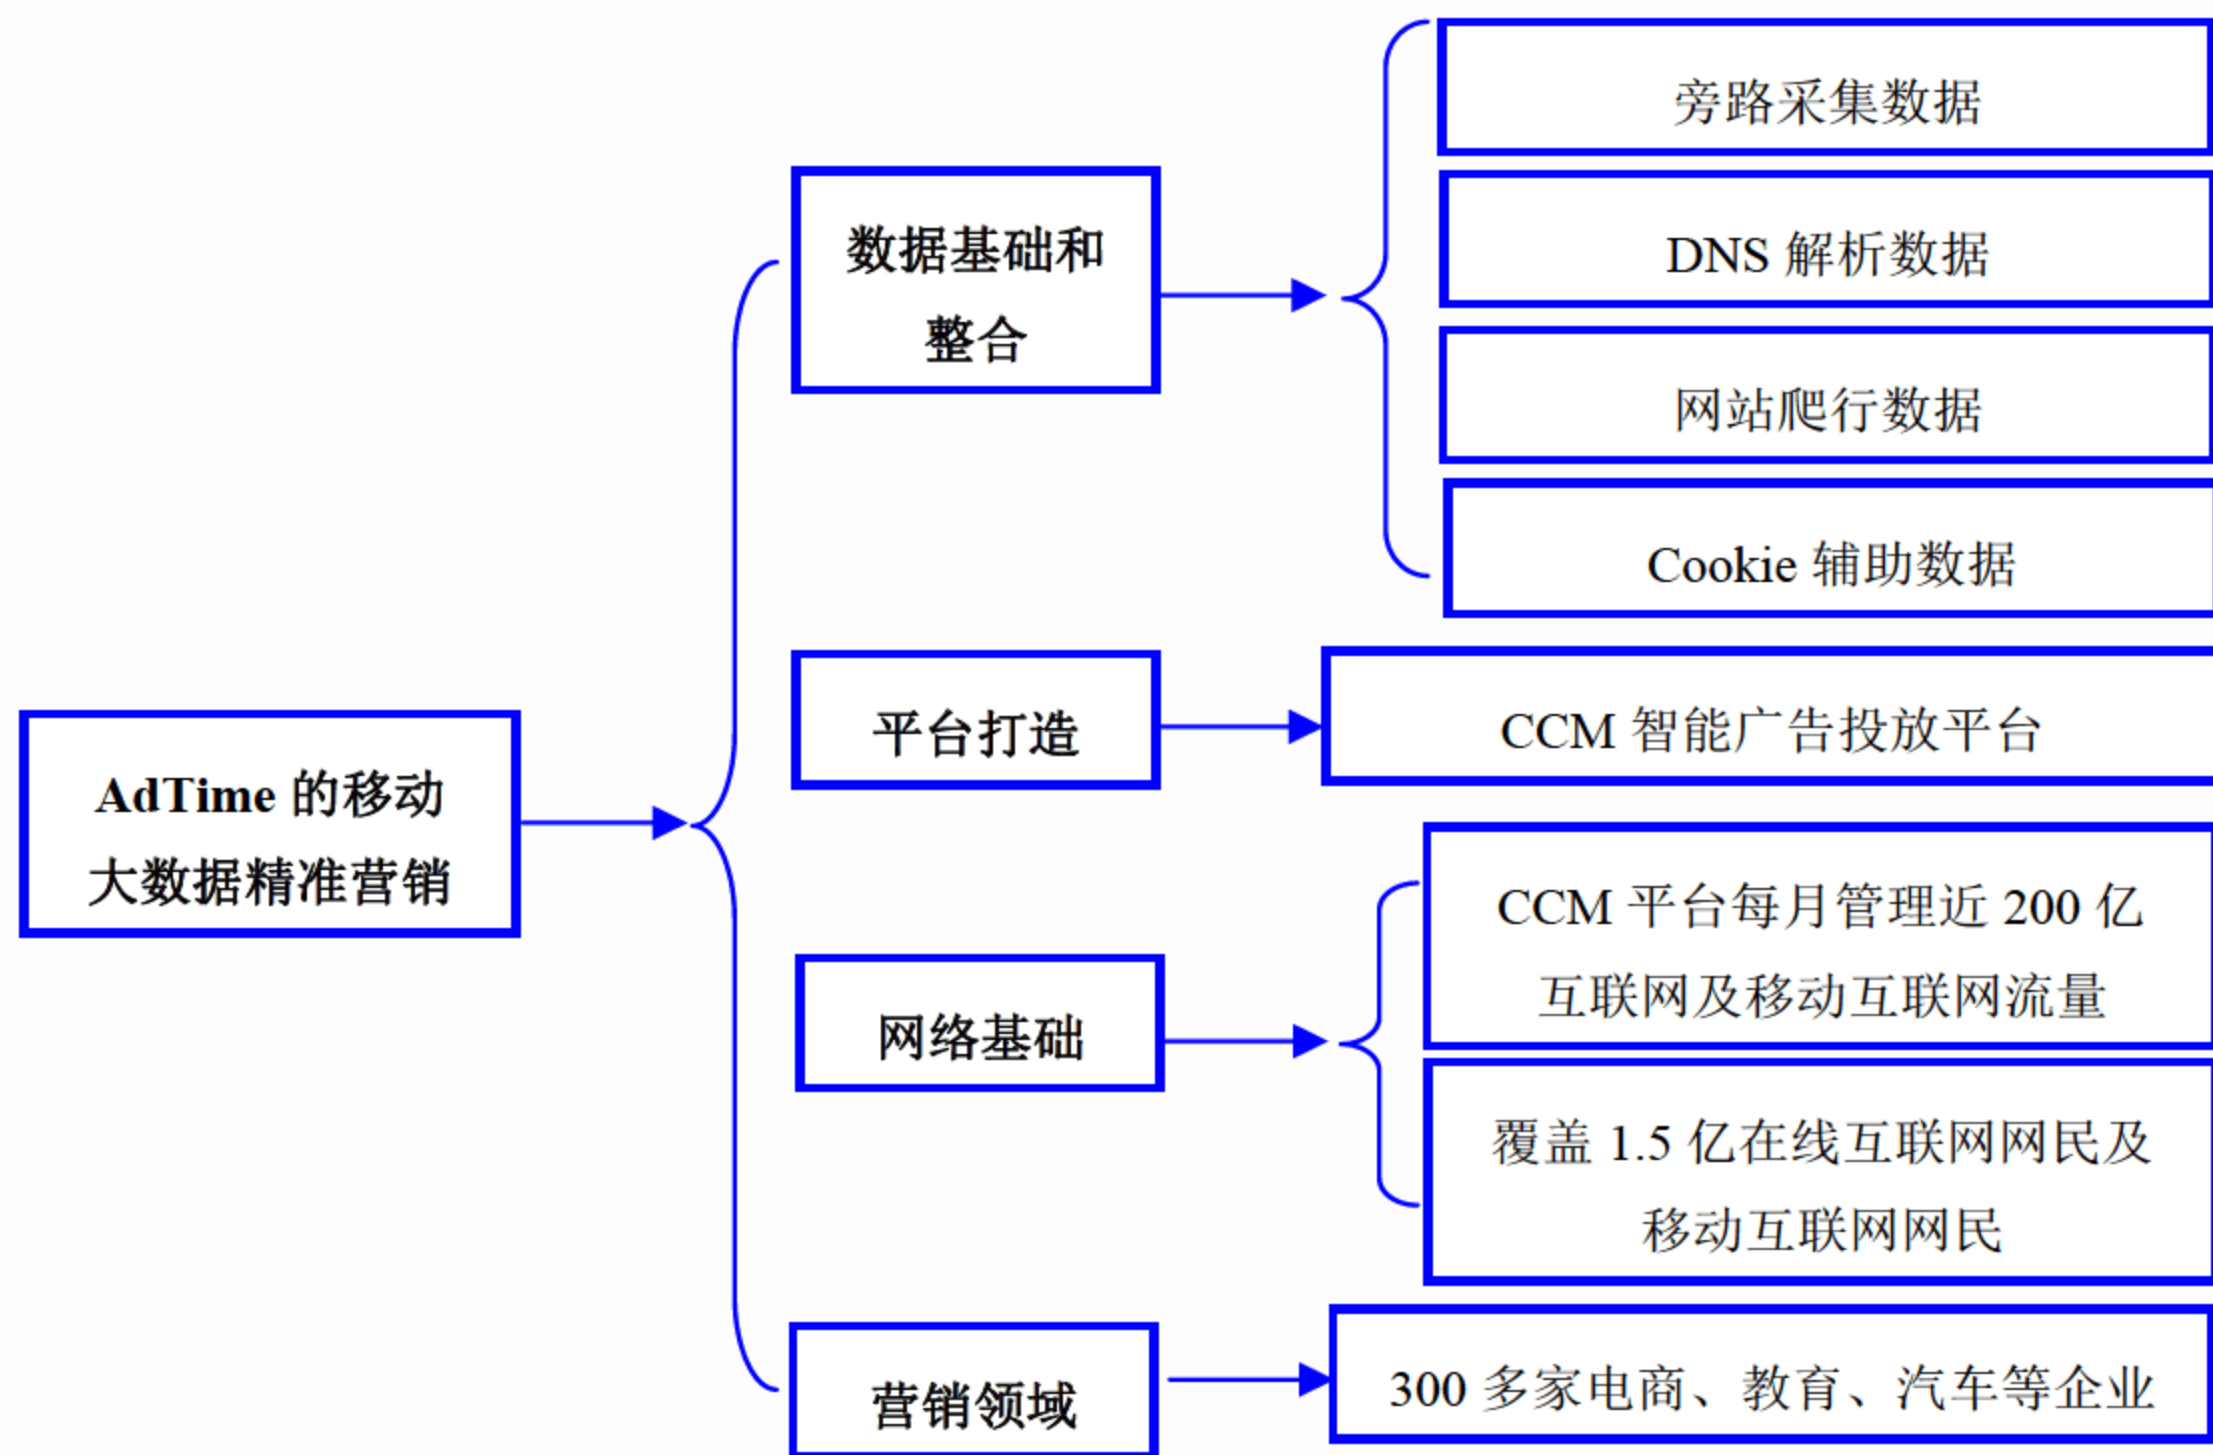 AdTime 的移动
大数据精准营销
数据基础和
整合
旁路采集数据
DNS 解析数据
网站爬行数据
Cookie 辅助数据
平台打造
CCM 智能广告投放平台
网络基础
CCM 平台每月管理近 200 亿
互联网及移动互联网流量
覆盖 1.5 亿在线互联网网民及
移动互联网网民
营销领域
300 多家电商、教育、汽车等企业